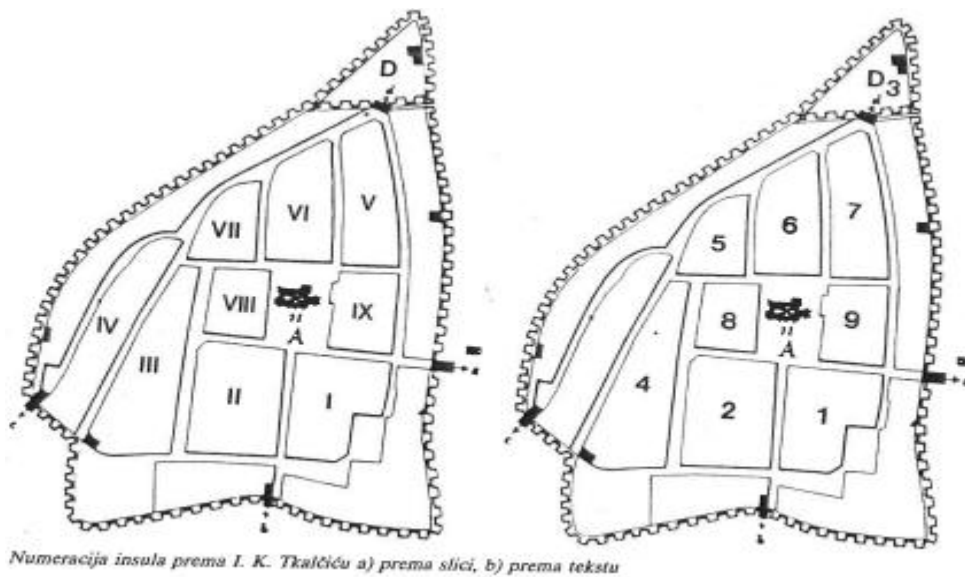 D
D 3
V
VI
VII
VIII
IX
IV
III
II
I
A
7
6
5
8
9
4
2
1
A
Numeracija insula prema I. K. Tkalčiću a) prema slici, b) prema tekstu